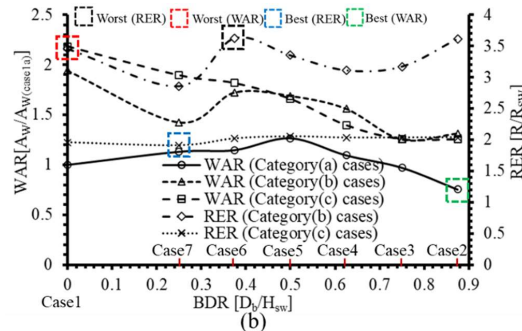 Worst (RER) Worst (WAR) Best (RER) Best (WAR)
2.5
2
1.5
1
0.5
0
WAR[A_W/A_W(case1a)]
4
3.5
3
2.5
2
1.5
1
0.5
0
RER [R/R_sw]
WAR (Category(a) cases)
WAR (Category(b) cases)
WAR (Category(c) cases)
RER (Category(b) cases)
RER (Category(c) cases)
Case7 Case6 Case5 Case4 Case3 Case2
0.0 0.1 0.2 0.3 0.4 0.5 0.6 0.7 0.8 0.9
Case1
BDR [D_b/H_sw]
(b)